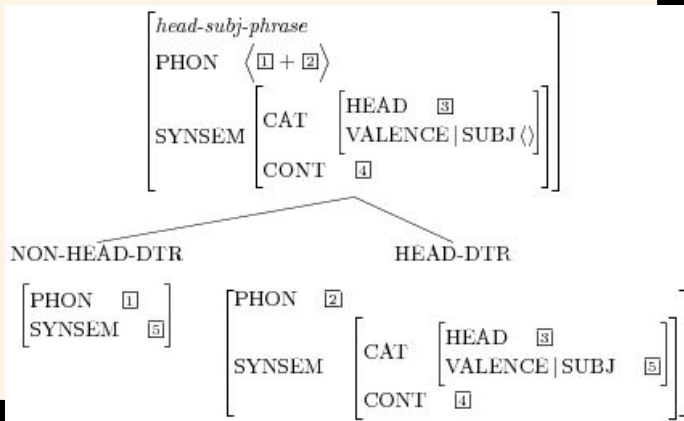 head-subj-phrase
PHON ⟨ 1 + 2 ⟩
SYNSEM CAT HEAD 3
VALENCE | SUBJ ⟨⟩
CONT 4
NON-HEAD-DTR HEAD-DTR
PHON 1
SYNSEM 5
PHON 2
SYNSEM CAT HEAD 3
VALENCE | SUBJ 5
CONT 4